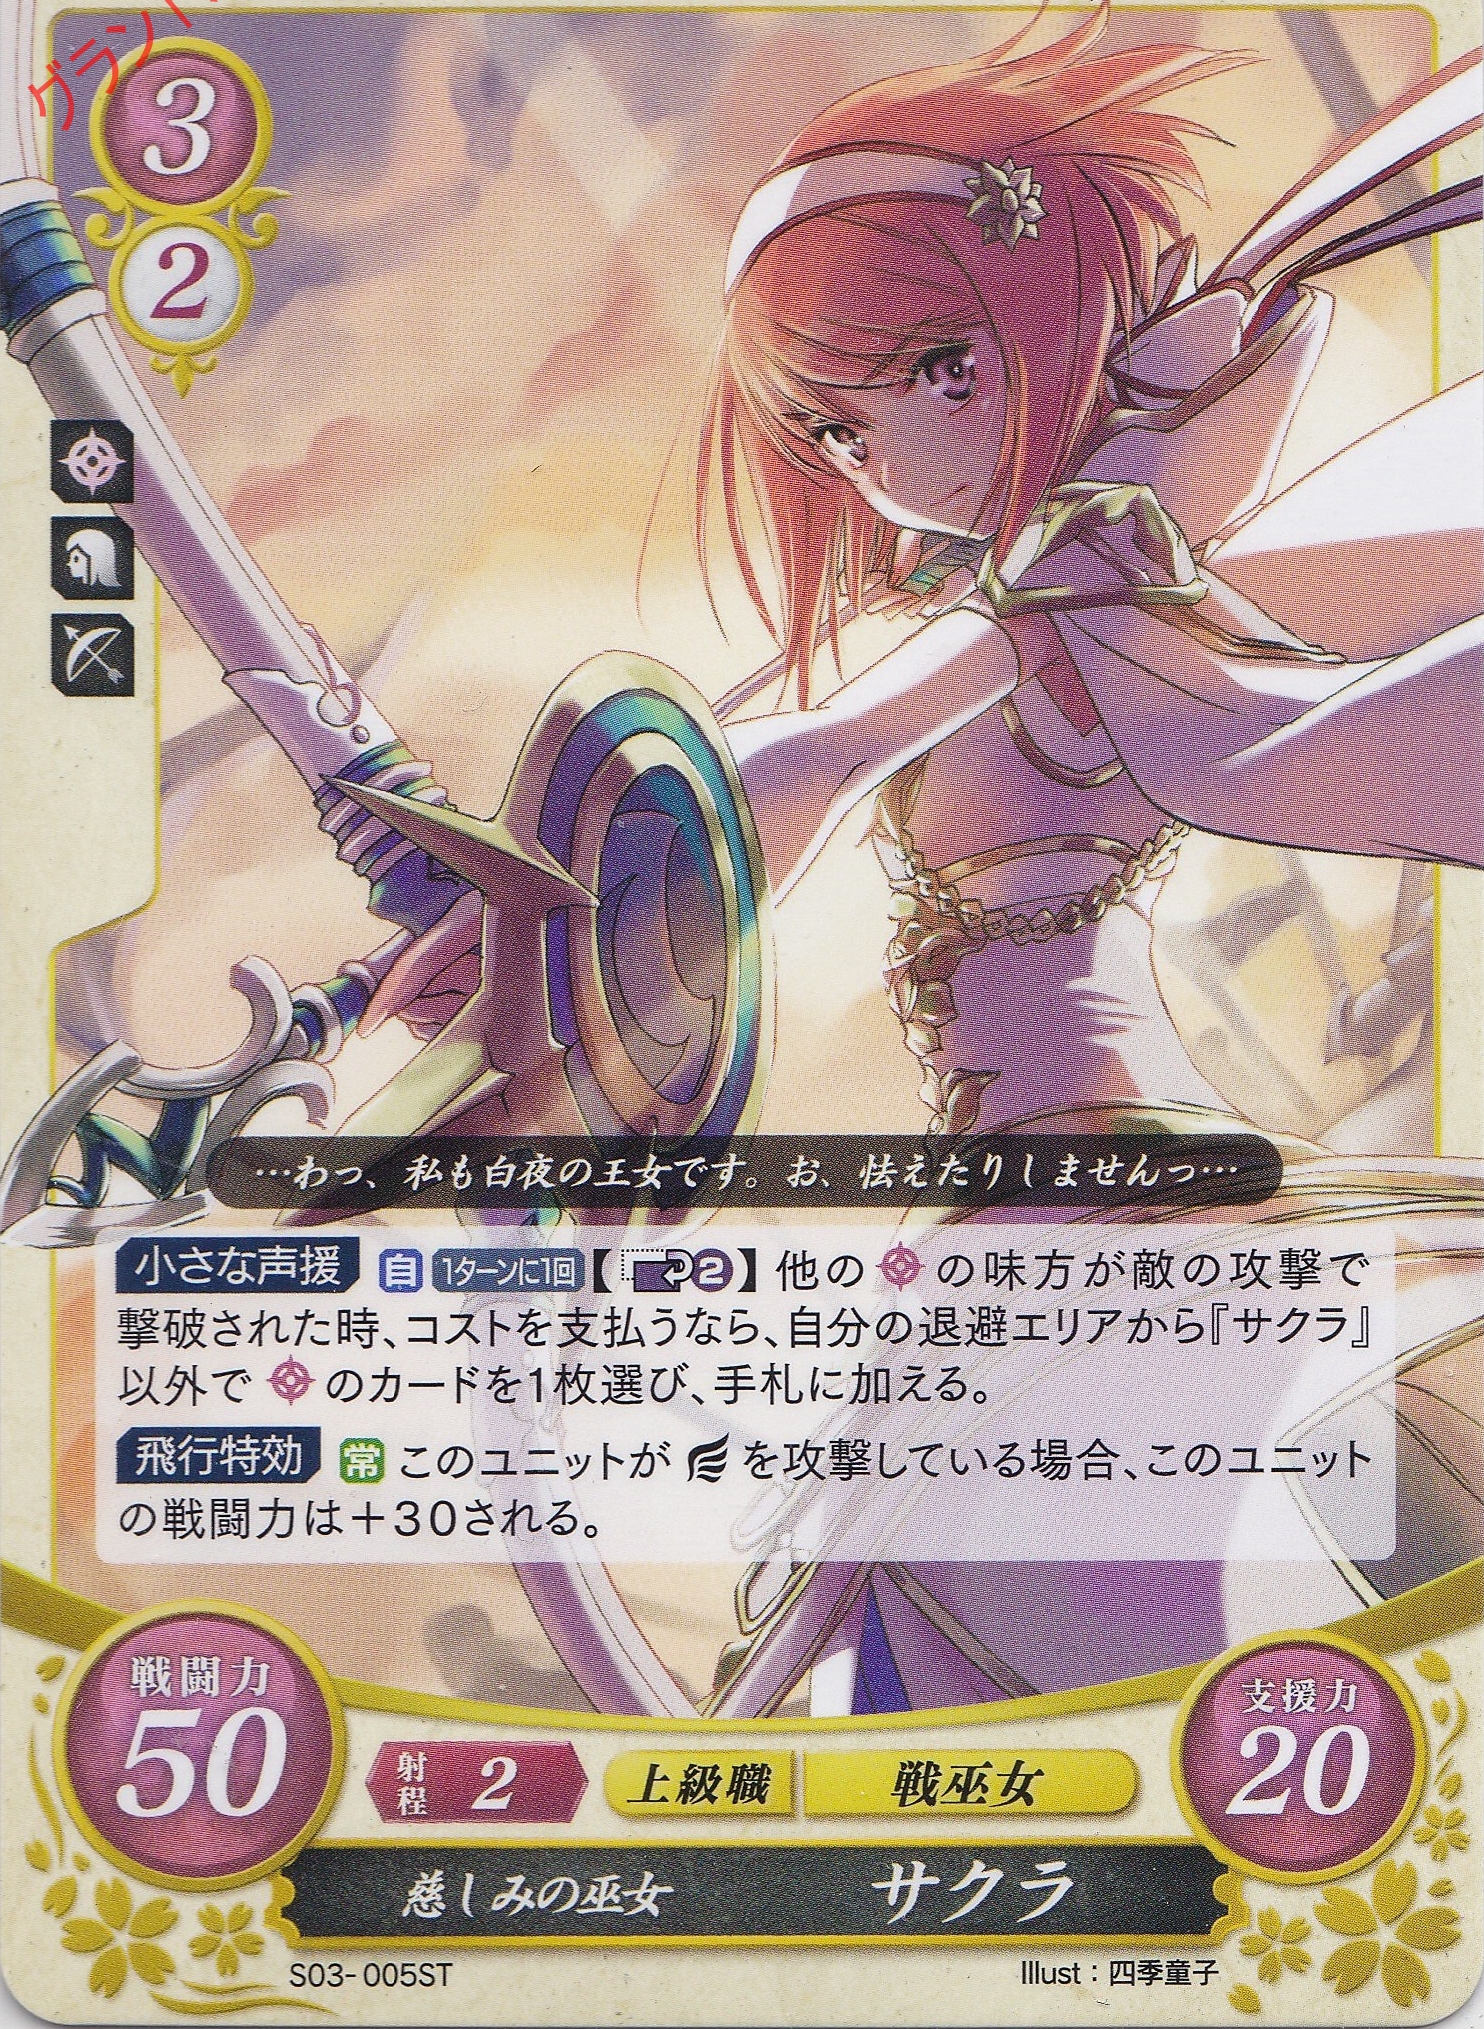 グラン
3
2
…わっ、私も白夜の王女です。お、怯えたりしませんっ…
小さな声援 自 1ターンに1回【2】他の の味方が敵の攻撃で
撃破された時、コストを支払うなら、自分の退避エリアから『サクラ』
以外で のカードを1枚選び、手札に加える。
飛行特効 常 このユニットが を攻撃している場合、このユニット
の戦闘力は+30される。
戦闘力
50
射程 2
上級職 戦巫女
支援力
20
慈しみの巫女 サクラ
S03-005ST Illust:四季童子